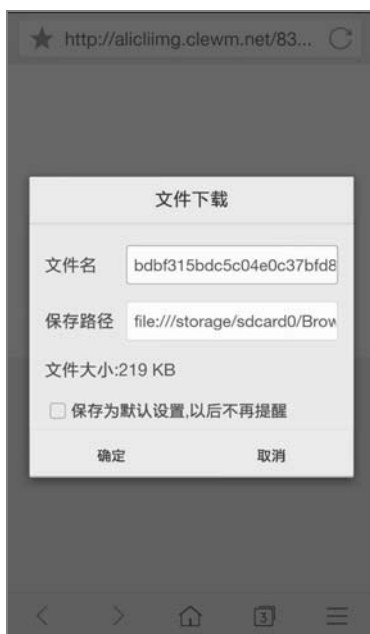 http://alicliimg.clewm.net/83...
文件下载
文件名 bdbf315bdc5c04e0c37bfd8
保存路径 file:///storage/sdcard0/Brow
文件大小:219 KB
保存为默认设置,以后不再提醒
确定 取消
3